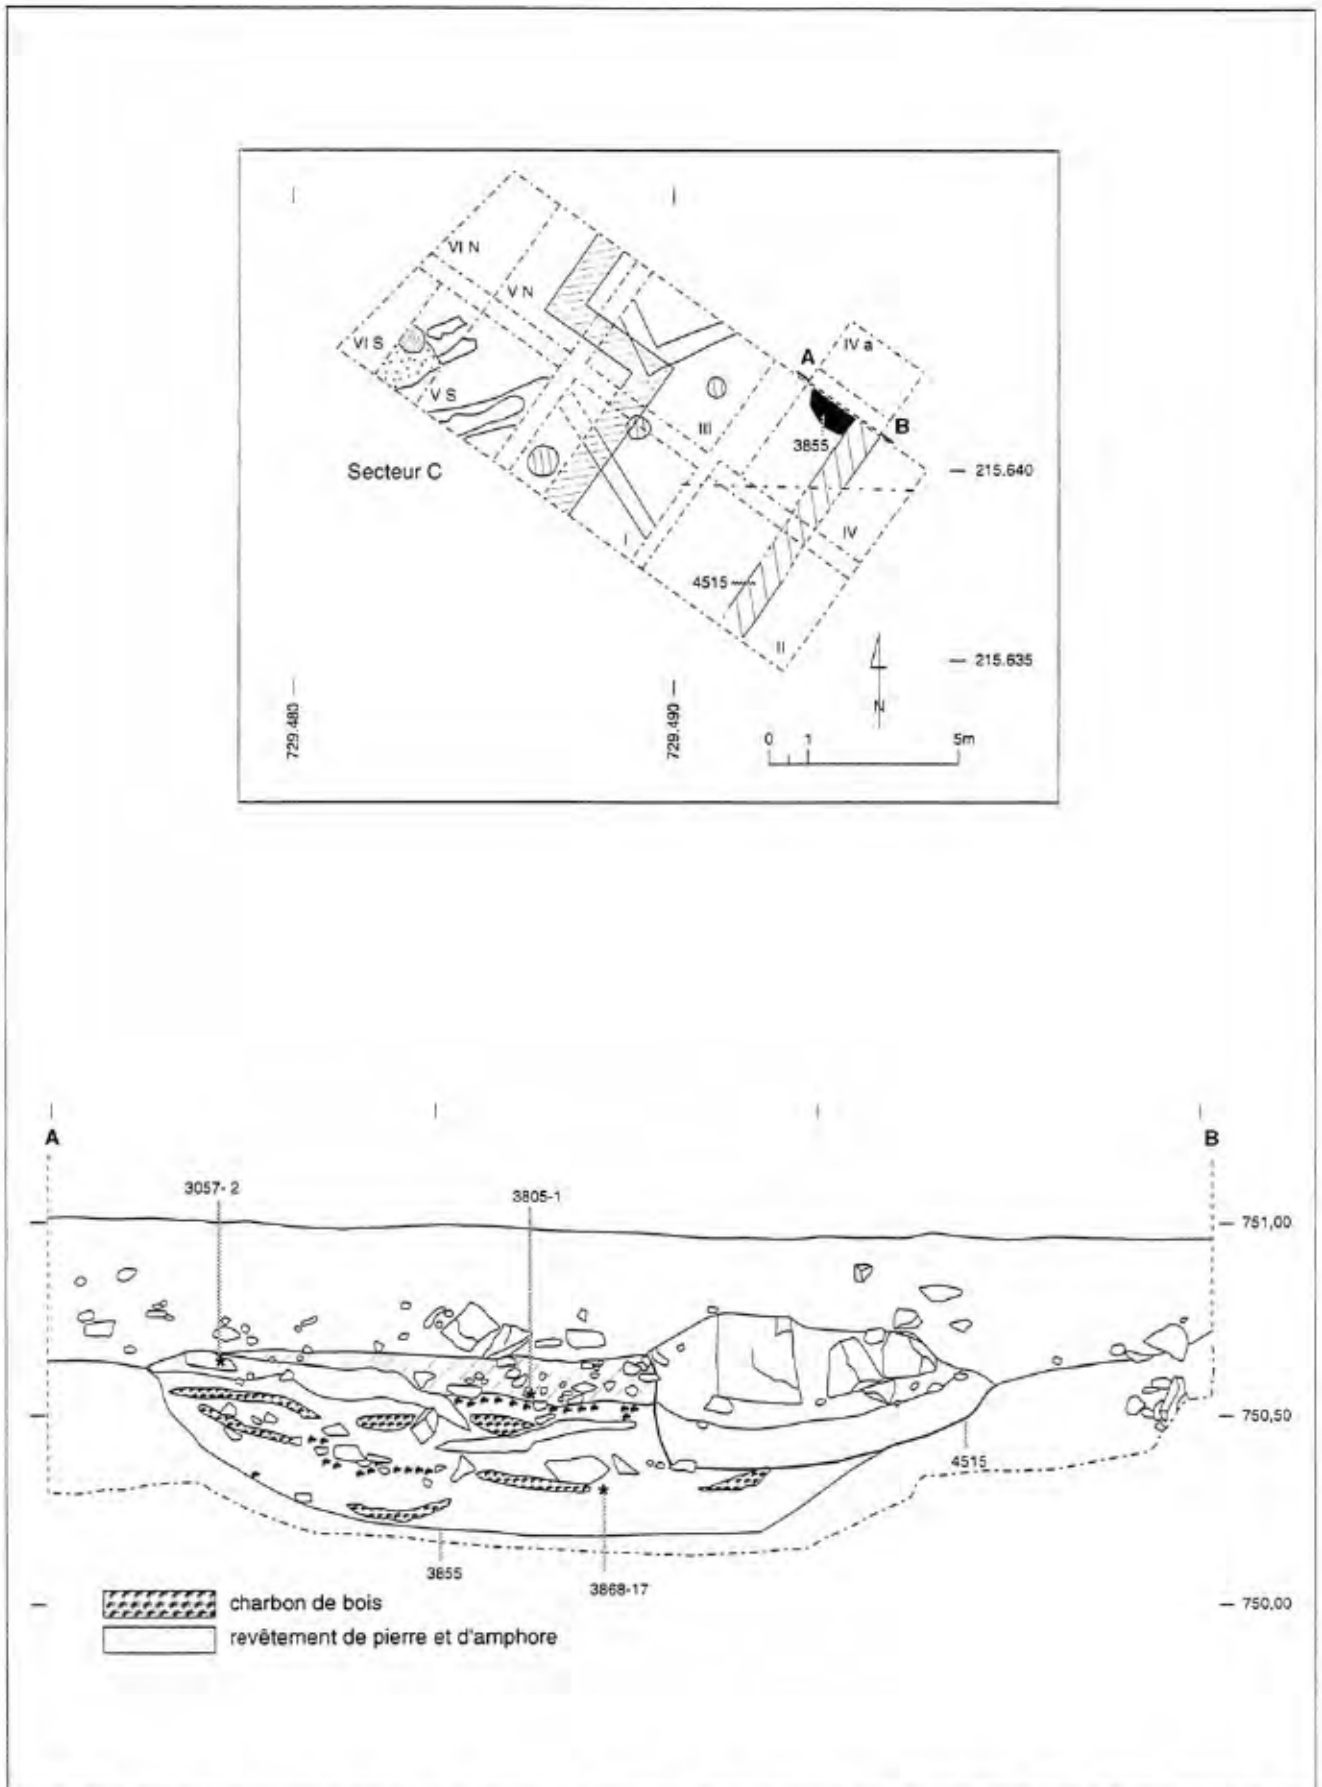 VI N
V N
VI S
V S
IV a
A
B
III
3855
Secteur C
215.640
I
IV
4515
II
215.635
N
729.480
729.490
0 1 5m
A
B
3057-2
3805-1
751,00
750,50
4515
3855
3868-17
750,00
charbon de bois
revêtement de pierre et d'amphore